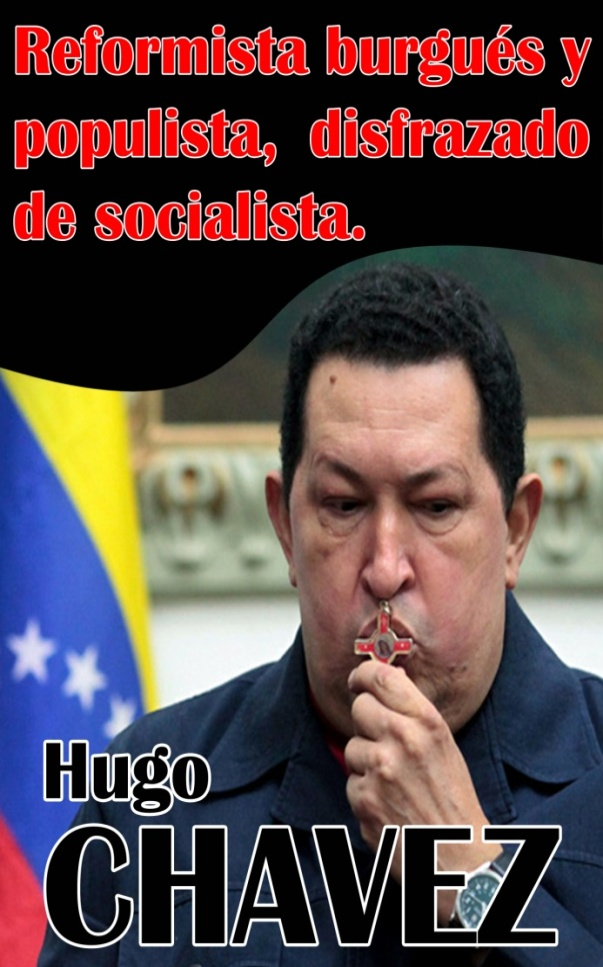 Reformista burgués y
populista, disfrazado
de socialista.
Hugo
CHAVEZ